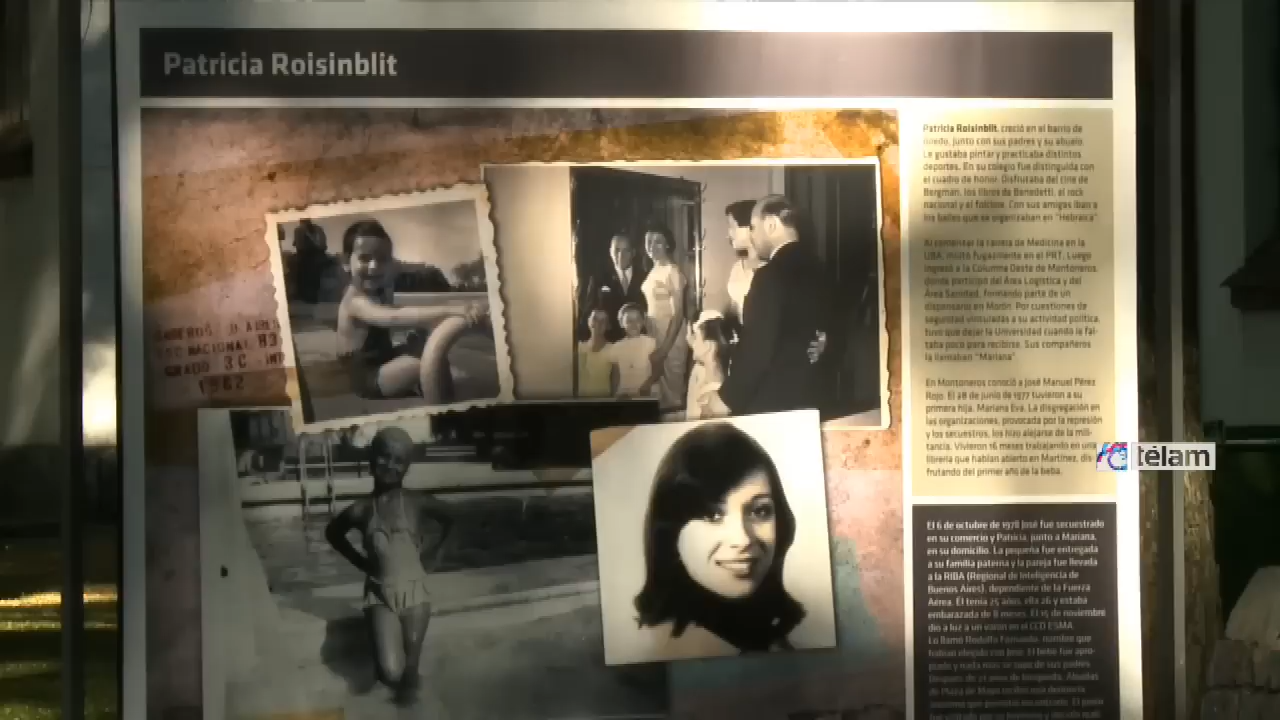 Patricia Roisinblit
Patricia Roisinblit, creció en el barrio de
junto con sus padres y su abuelo.
Le gustaba pintar y practicaba distintos
deportes. En su colegio fue distinguida con
el cuadro de honor. Disfrutaba del cine de
Bergman, los libros de Benedetti, el rock
nacional y el folclore. Con sus amigas iban a
los bailes que se organizaban en "Hebraica".
Al comenzar la carrera de Medicina en la
UBA, militó fugazmente en el PRT. Luego
ingresó a la Columna Oeste de Montoneros,
donde participó del Área Logística y del
Área Sanidad, formando parte de un
dispensario en Morón. Por cuestiones de
seguridad vinculadas a su actividad política,
tuvo que dejar la Universidad cuando le fal-
taba poco para recibirse. Sus compañeros
la llamaban "Mariana".
En Montoneros conoció a José Manuel Pérez
Rojo. El 28 de junio de 1977 tuvieron a su
primera hija, Mariana Eva. La disgregación en
las organizaciones, provocada por la represión
y los secuestros, los hizo alejarse de la mili-
tancia. Vivieron 16 meses trabajando en una
librería que habían abierto en Martínez, dis
frutando del primer año de la beba.
télam
El 6 de octubre de 1978 José fue secuestrado
en su comercio y Patricia, junto a Mariana,
en su domicilio. La pequeña fue entregada
a su familia paterna y la pareja fue llevada
a la RIBA (Regional de Inteligencia de
Buenos Aires), dependiente de la Fuerza
Aérea. Él tenía 25 años, ella 26 y estaba
embarazada de 8 meses. El 15 de noviembre
dio a luz a un varón en el CCD ESMA.
Lo llamó Rodolfo Fernando, nombre que
habían elegido con José. El bebé fue apro-
piado y nada más se supo de sus padres.
Después de 21 años de búsqueda, Abuelas
de Plaza de Mayo recibió una denuncia
NACIONAL
GRADO 3C
1962